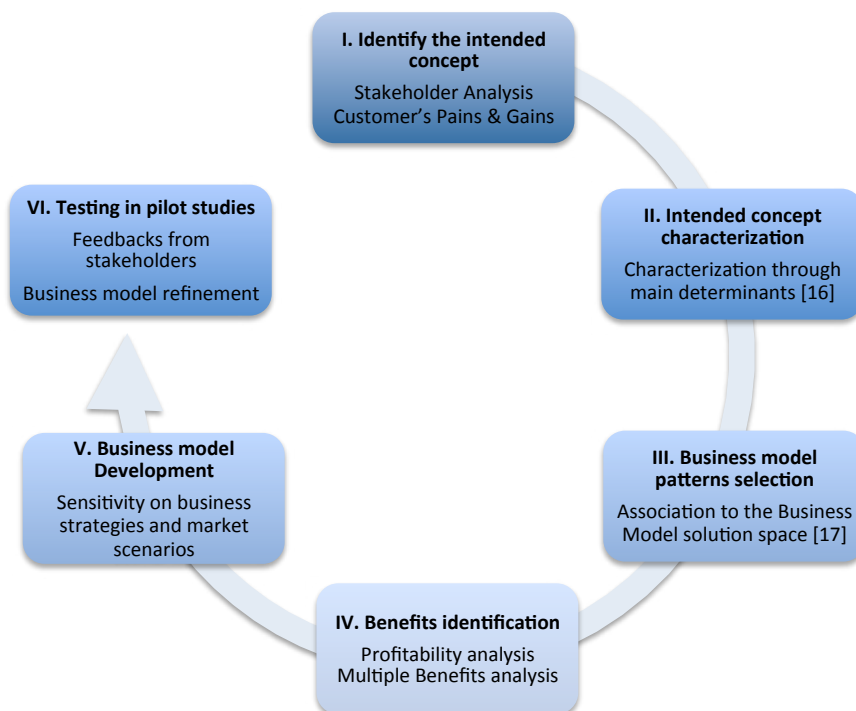 I. Identify the intended
concept
Stakeholder Analysis
Customer’s Pains & Gains
II. Intended concept
characterization
Characterization through
main determinants [16]
III. Business model
patterns selection
Association to the Business
Model solution space [17]
IV. Benefits identification
Profitability analysis
Multiple Benefits analysis
V. Business model
Development
Sensitivity on business
strategies and market
scenarios
VI. Testing in pilot studies
Feedbacks from
stakeholders
Business model refinement